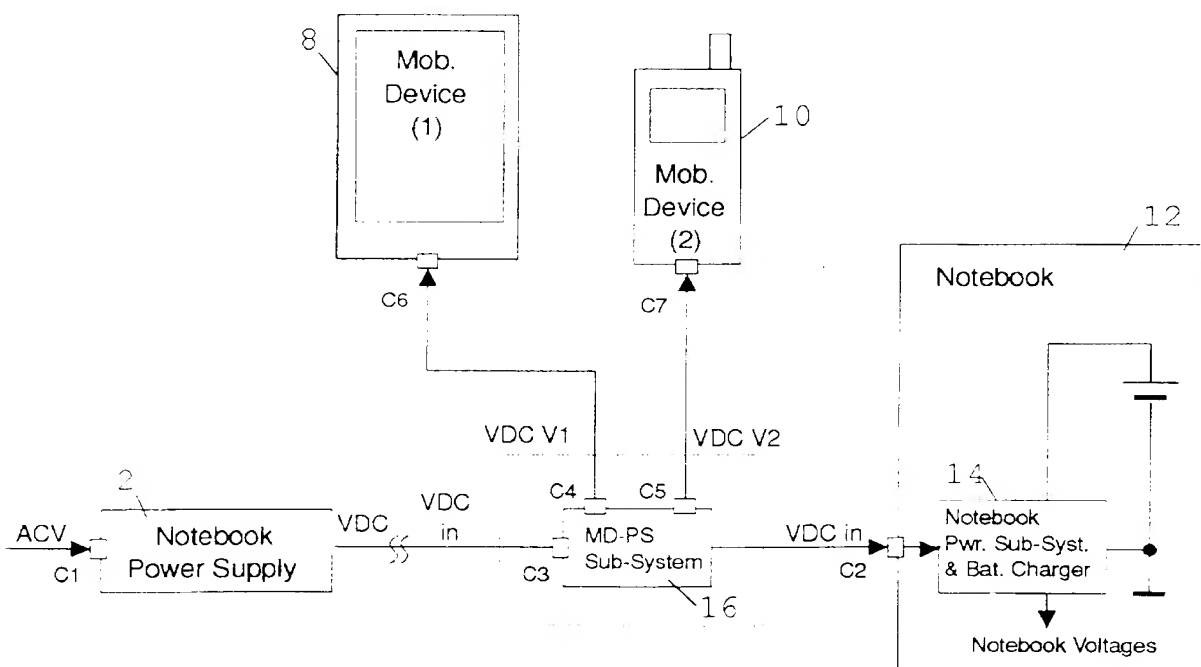 8
Mob.
Device
(1)
10
Mob.
Device
(2)
12
Notebook
C6
C7
VDC V1
VDC V2
2
ACV
C1
Notebook
Power Supply
VDC
VDC
in
C3
C4
C5
MD-PS
Sub-System
16
VDC in
C2
14
Notebook
Pwr. Sub-Syst.
& Bat. Charger
Notebook Voltages